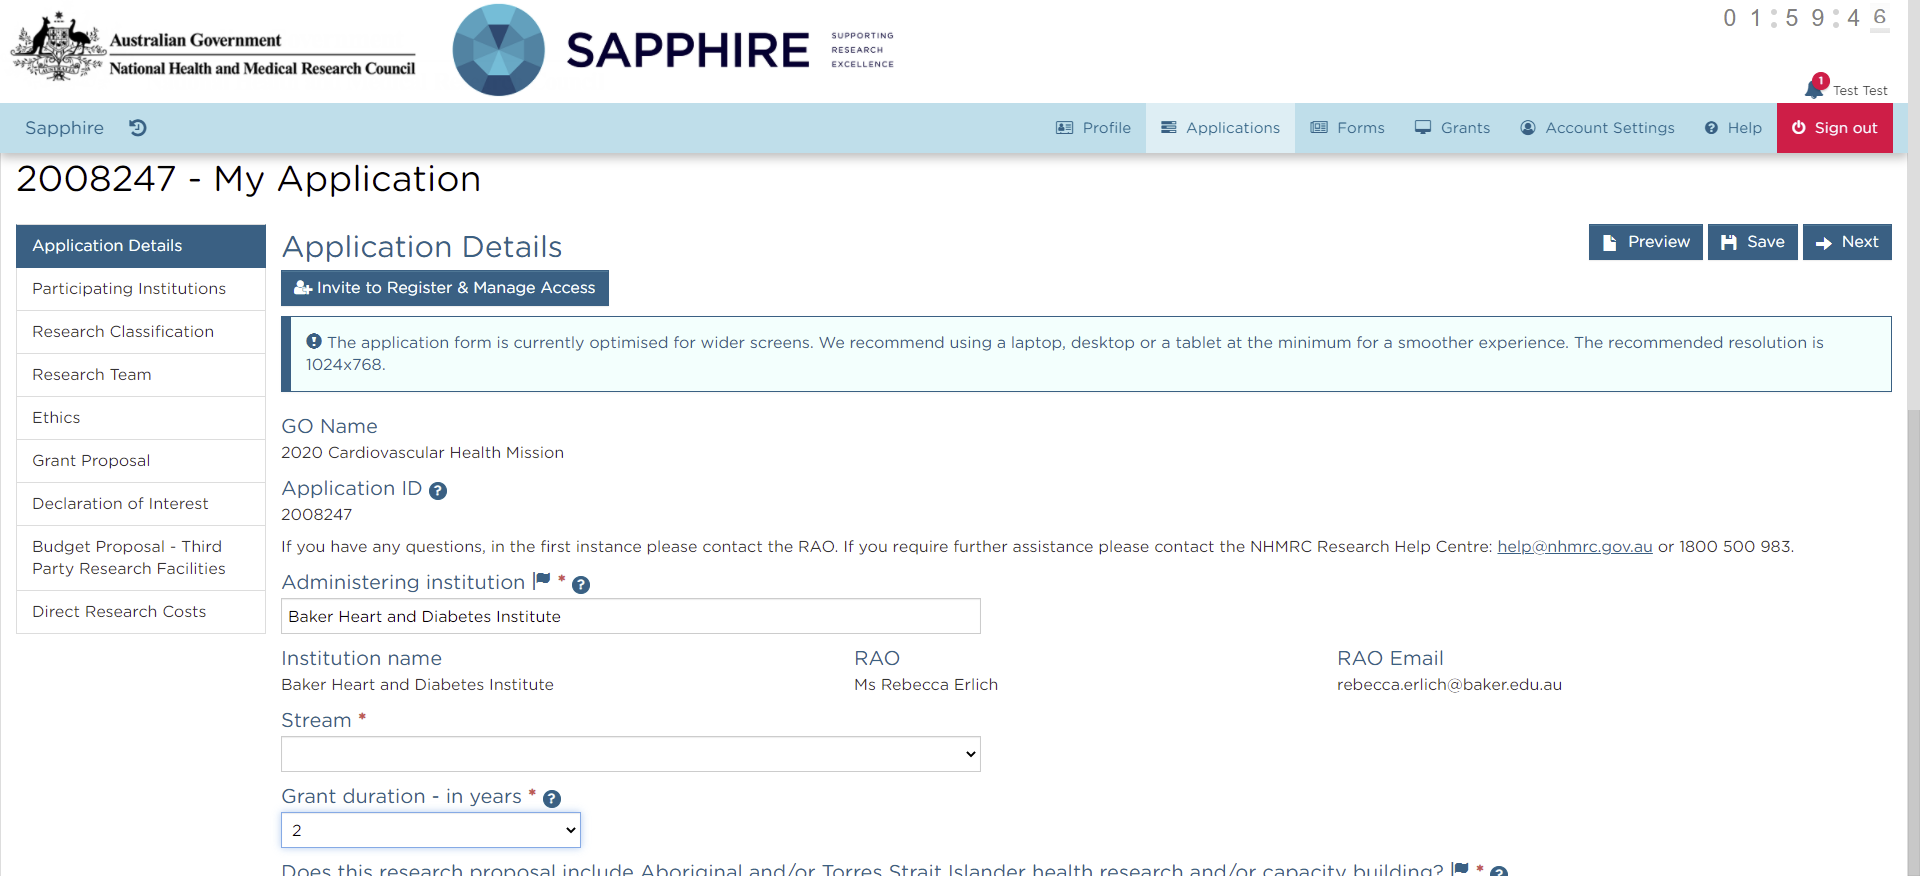 Australian Government
National Health and Medical Research Council
SAPPHIRE
SUPPORTING
RESEARCH
EXCELLENCE
01:59:46
1
Test Test
Sapphire
Profile
Applications
Forms
Grants
Account Settings
Help
Sign out
2008247 - My Application
Application Details
Participating Institutions
Research Classification
Research Team
Ethics
Grant Proposal
Declaration of Interest
Budget Proposal - Third
Party Research Facilities
Direct Research Costs
Application Details
Preview
Save
Next
Invite to Register & Manage Access
The application form is currently optimised for wider screens. We recommend using a laptop, desktop or a tablet at the minimum for a smoother experience. The recommended resolution is
1024x768.
GO Name
2020 Cardiovascular Health Mission
Application ID
2008247
If you have any questions, in the first instance please contact the RAO. If you require further assistance please contact the NHMRC Research Help Centre: help@nhmrc.gov.au or 1800 500 983.
Administering institution *
Baker Heart and Diabetes Institute
Institution name
Baker Heart and Diabetes Institute
RAO
Ms Rebecca Erlich
RAO Email
rebecca.erlich@baker.edu.au
Stream *
Grant duration - in years *
2
Does this research proposal include Aboriginal and/or Torres Strait Islander health research and/or capacity building? *